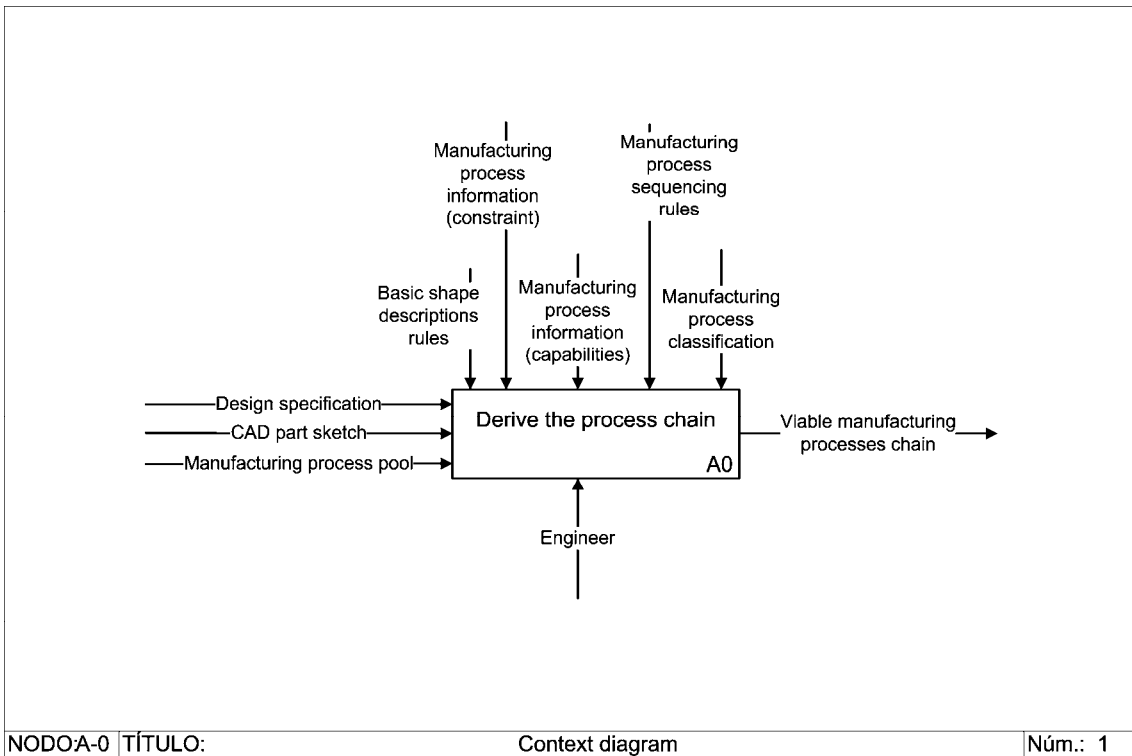 Manufacturing
process
information
(constraint)
Manufacturing
process
sequencing
rules
Basic shape
descriptions
rules
Manufacturing
process
information
(capabilities)
Manufacturing
process
classification
Design specification
CAD part sketch
Manufacturing process pool
Derive the process chain
A0
Viable manufacturing
processes chain
Engineer
NODO:A-0 TÍTULO: Context diagram Núm.: 1